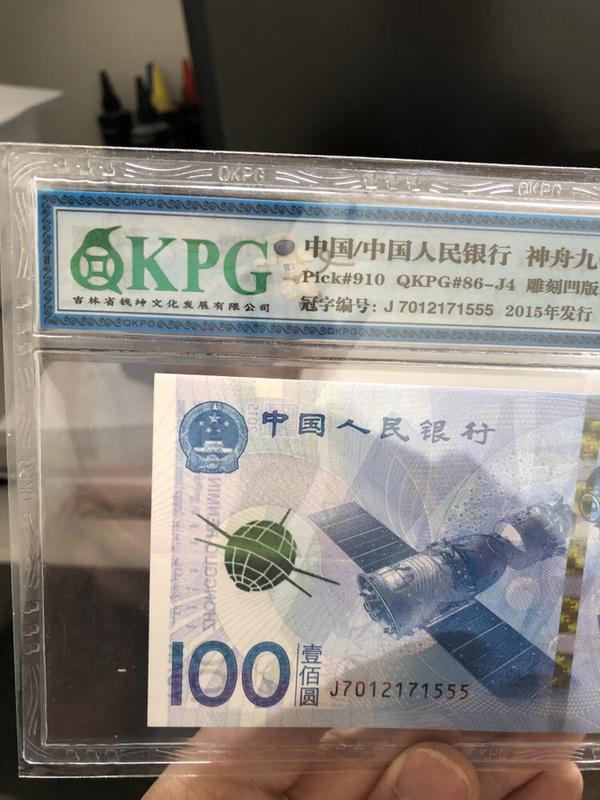 QKPG
QKPG
QKPG
吉林省钱坤文化发展有限公司
中国/中国人民银行 神舟九
Pick#910 QKPG#86-J4 雕刻凹版
冠字编号: J 7012171555 2015年发行
中国人民银行
100
壹佰圆
J7012171555